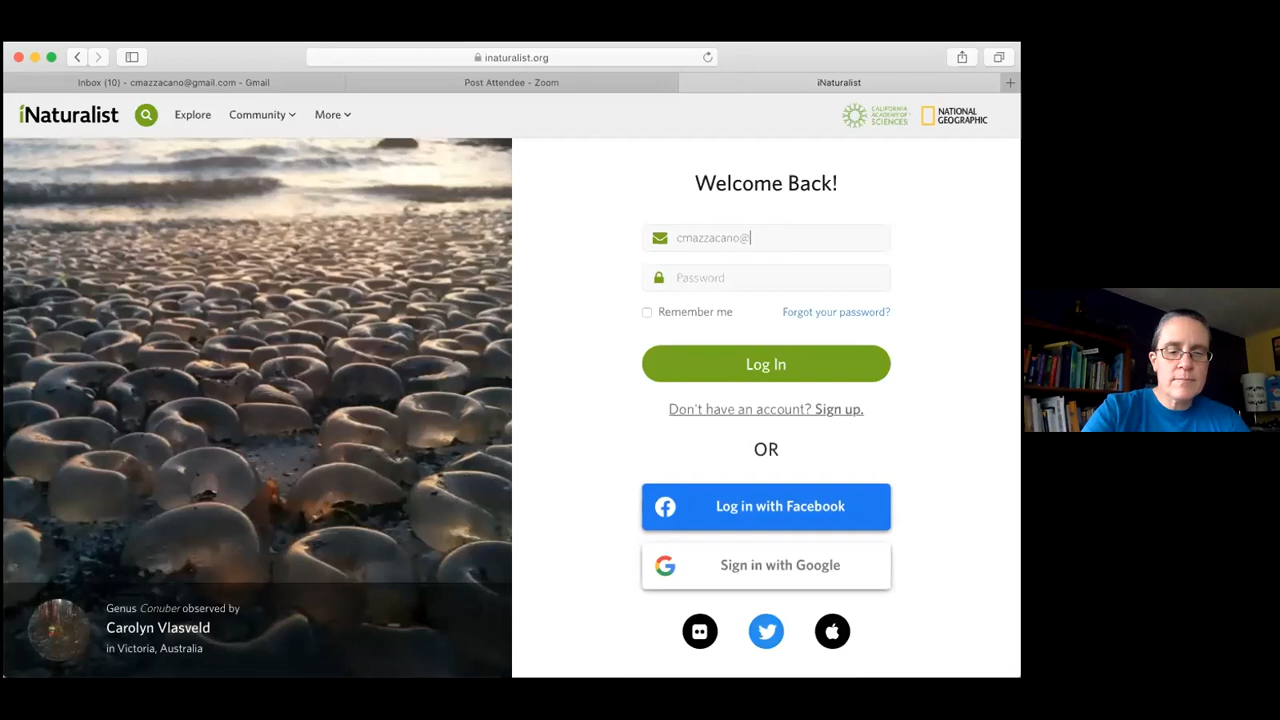 inaturalist.org
Inbox (10) - cmazzacano@gmail.com - Gmail
Post Attendee - Zoom
iNaturalist
iNaturalist
Explore
Community
More
CALIFORNIA ACADEMY OF SCIENCES
NATIONAL GEOGRAPHIC
Welcome Back!
cmazzacano@
Password
Remember me
Forgot your password?
Log In
Don't have an account? Sign up.
OR
Log in with Facebook
Sign in with Google
Genus Conuber observed by
Carolyn Vlasveld
in Victoria, Australia